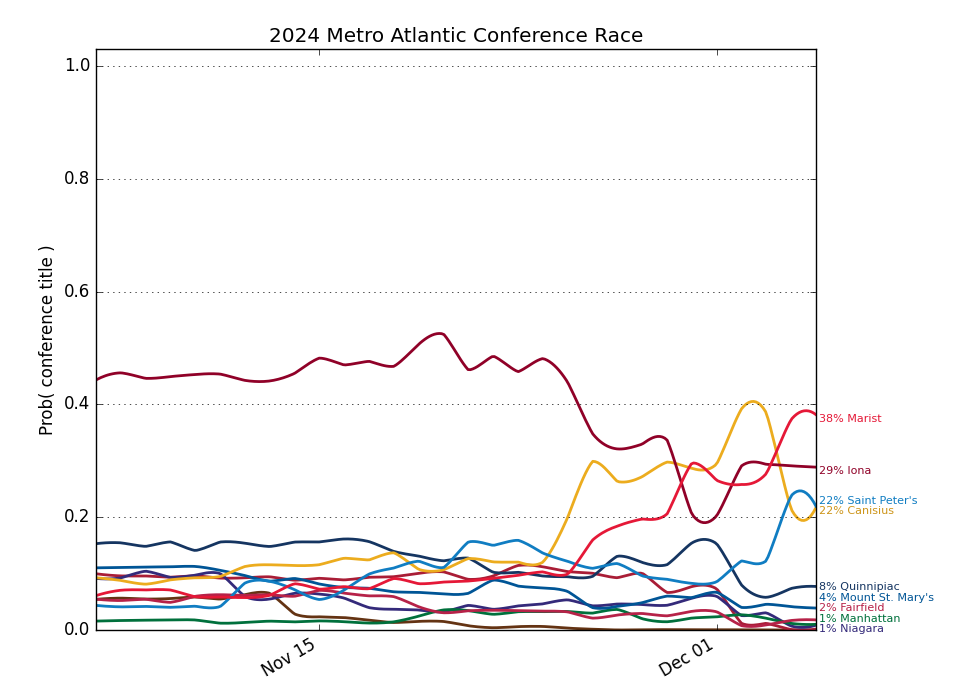 2024 Metro Atlantic Conference Race
Prob( conference title )
1.0
0.8
0.6
0.4
0.2
0.0
Nov 15
Dec 01
38% Marist
29% Iona
22% Saint Peter's
22% Canisius
8% Quinnipiac
4% Mount St. Mary's
2% Fairfield
1% Manhattan
1% Niagara